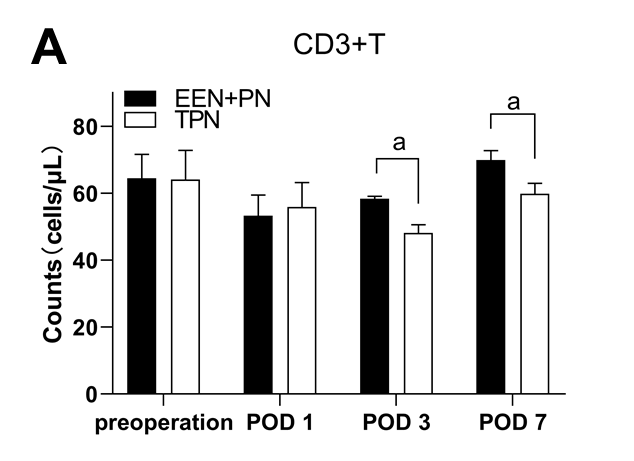 A
CD3+T
EEN+PN
TPN
Counts（cells/μL）
80
60
40
20
0
a
a
preoperation POD 1 POD 3 POD 7